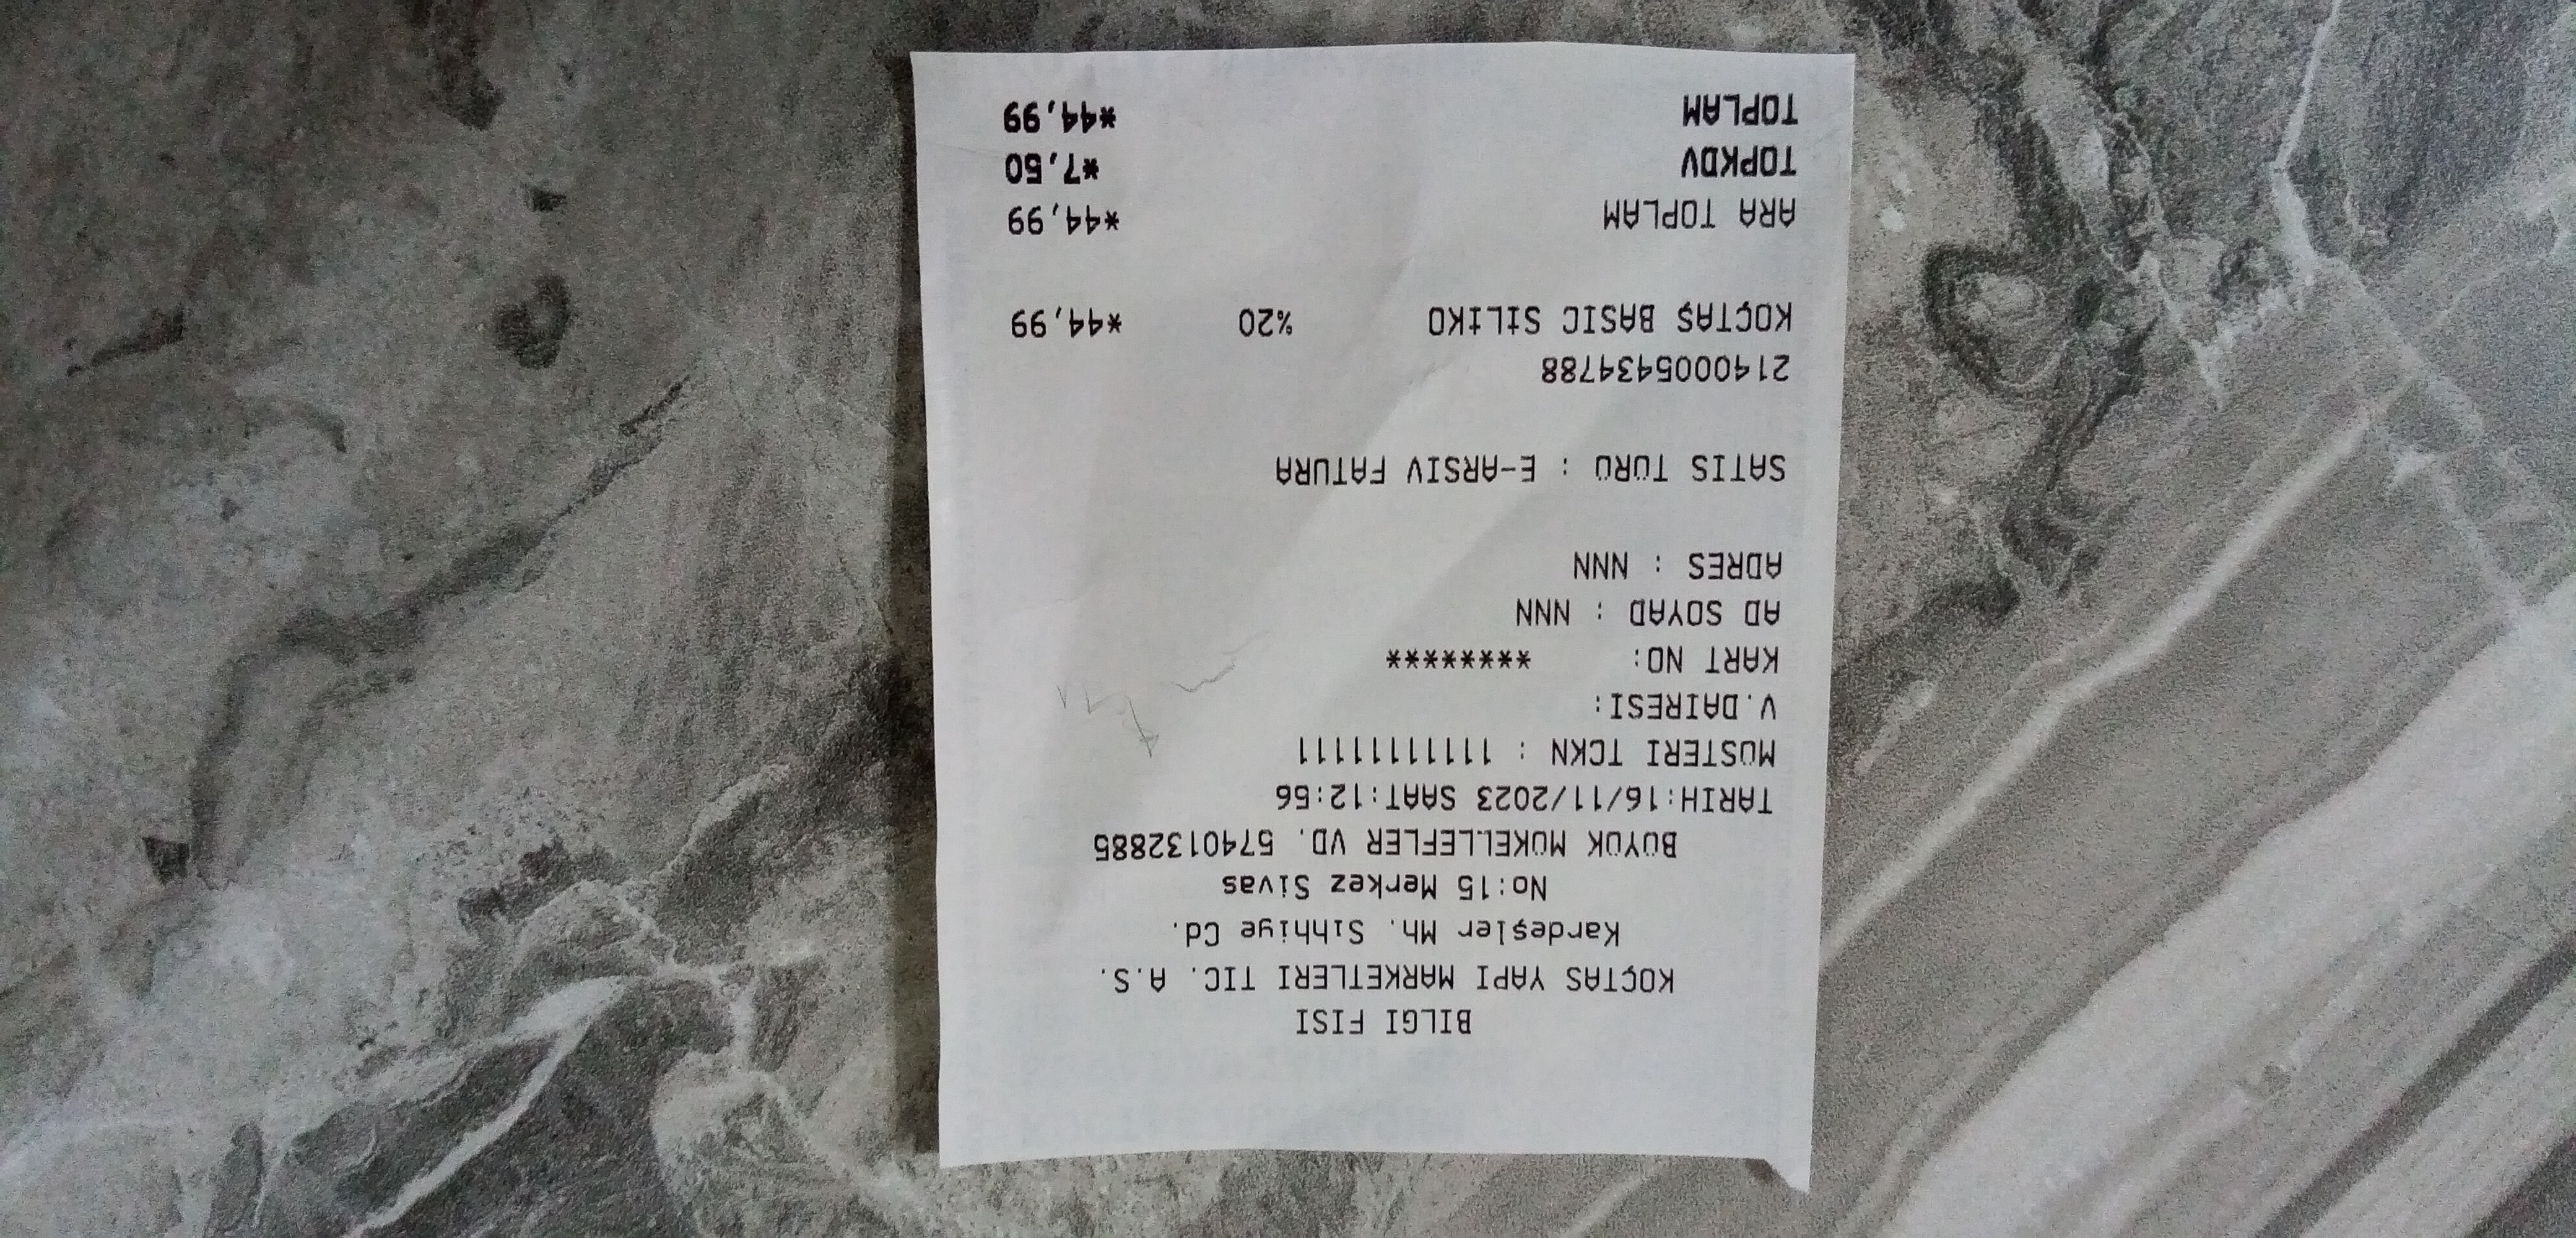 BILGI FISI
KOÇTAS YAPI MARKETLERI TIC. A.S.
Kardeşler Mh. Sıhhiye Cd.
No:15 Merkez Sivas
BÜYÜK MÜKELLEFLER VD. 5740132885
TARIH:16/11/2023 SAAT:12:56
MÜSTERI TCKN : 11111111111
V.DAIRESI:
KART NO: ********
AD SOYAD : NNN
ADRES : NNN
SATIS TÜRÜ : E-ARSIV FATURA
2140005434788
KOÇTAŞ BASIC SİLİKO %20 *44,99
ARA TOPLAM *44,99
TOPKDV *7,50
TOPLAM *44,99